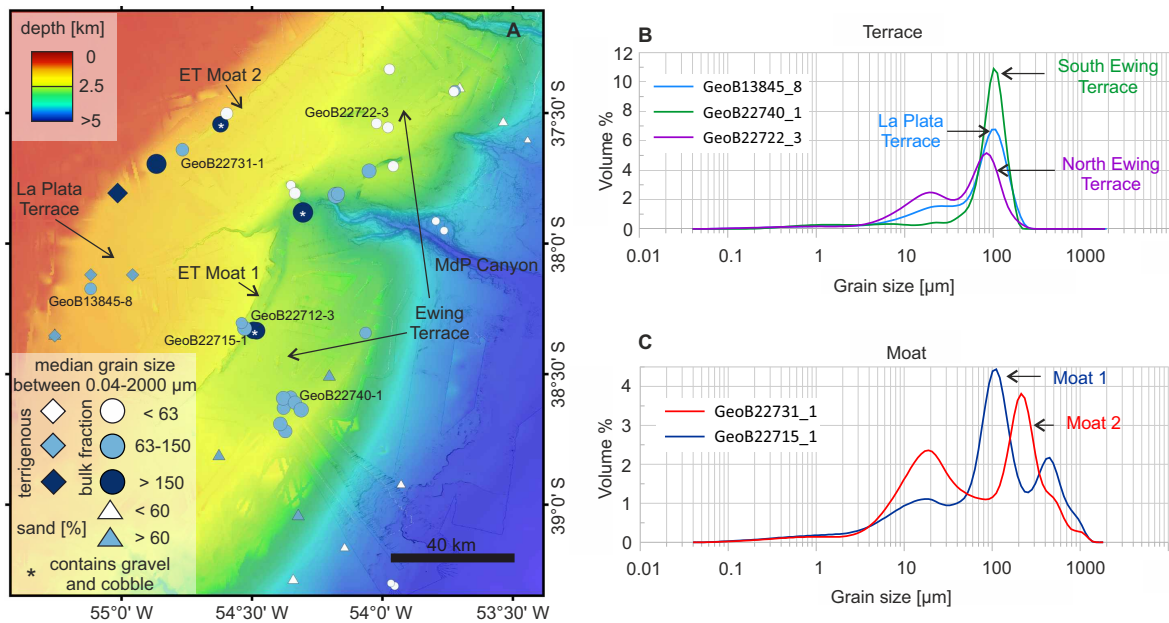 A
depth [km]
0
2.5
>5
ET Moat 2
GeoB22722-3
GeoB22731-1
La Plata
Terrace
MdP Canyon
ET Moat 1
GeoB13845-8
GeoB22712-3
GeoB22715-1
Ewing
Terrace
GeoB22740-1
median grain size
between 0.04-2000 µm
terrigenous
bulk fraction
< 63
63-150
> 150
sand [%]
< 60
> 60
* contains gravel
and cobble
40 km
37°30' S
38°0' S
38°30' S
39°0' S
55°0' W
54°30' W
54°0' W
53°30' W
B
Terrace
Volume %
12
10
8
6
4
2
0
GeoB13845_8
GeoB22740_1
GeoB22722_3
South Ewing
Terrace
La Plata
Terrace
North Ewing
Terrace
0.01
0.1
1
10
100
1000
Grain size [µm]
C
Moat
Volume %
4
3
2
1
0
GeoB22731_1
GeoB22715_1
Moat 1
Moat 2
0.01
0.1
1
10
100
1000
Grain size [µm]